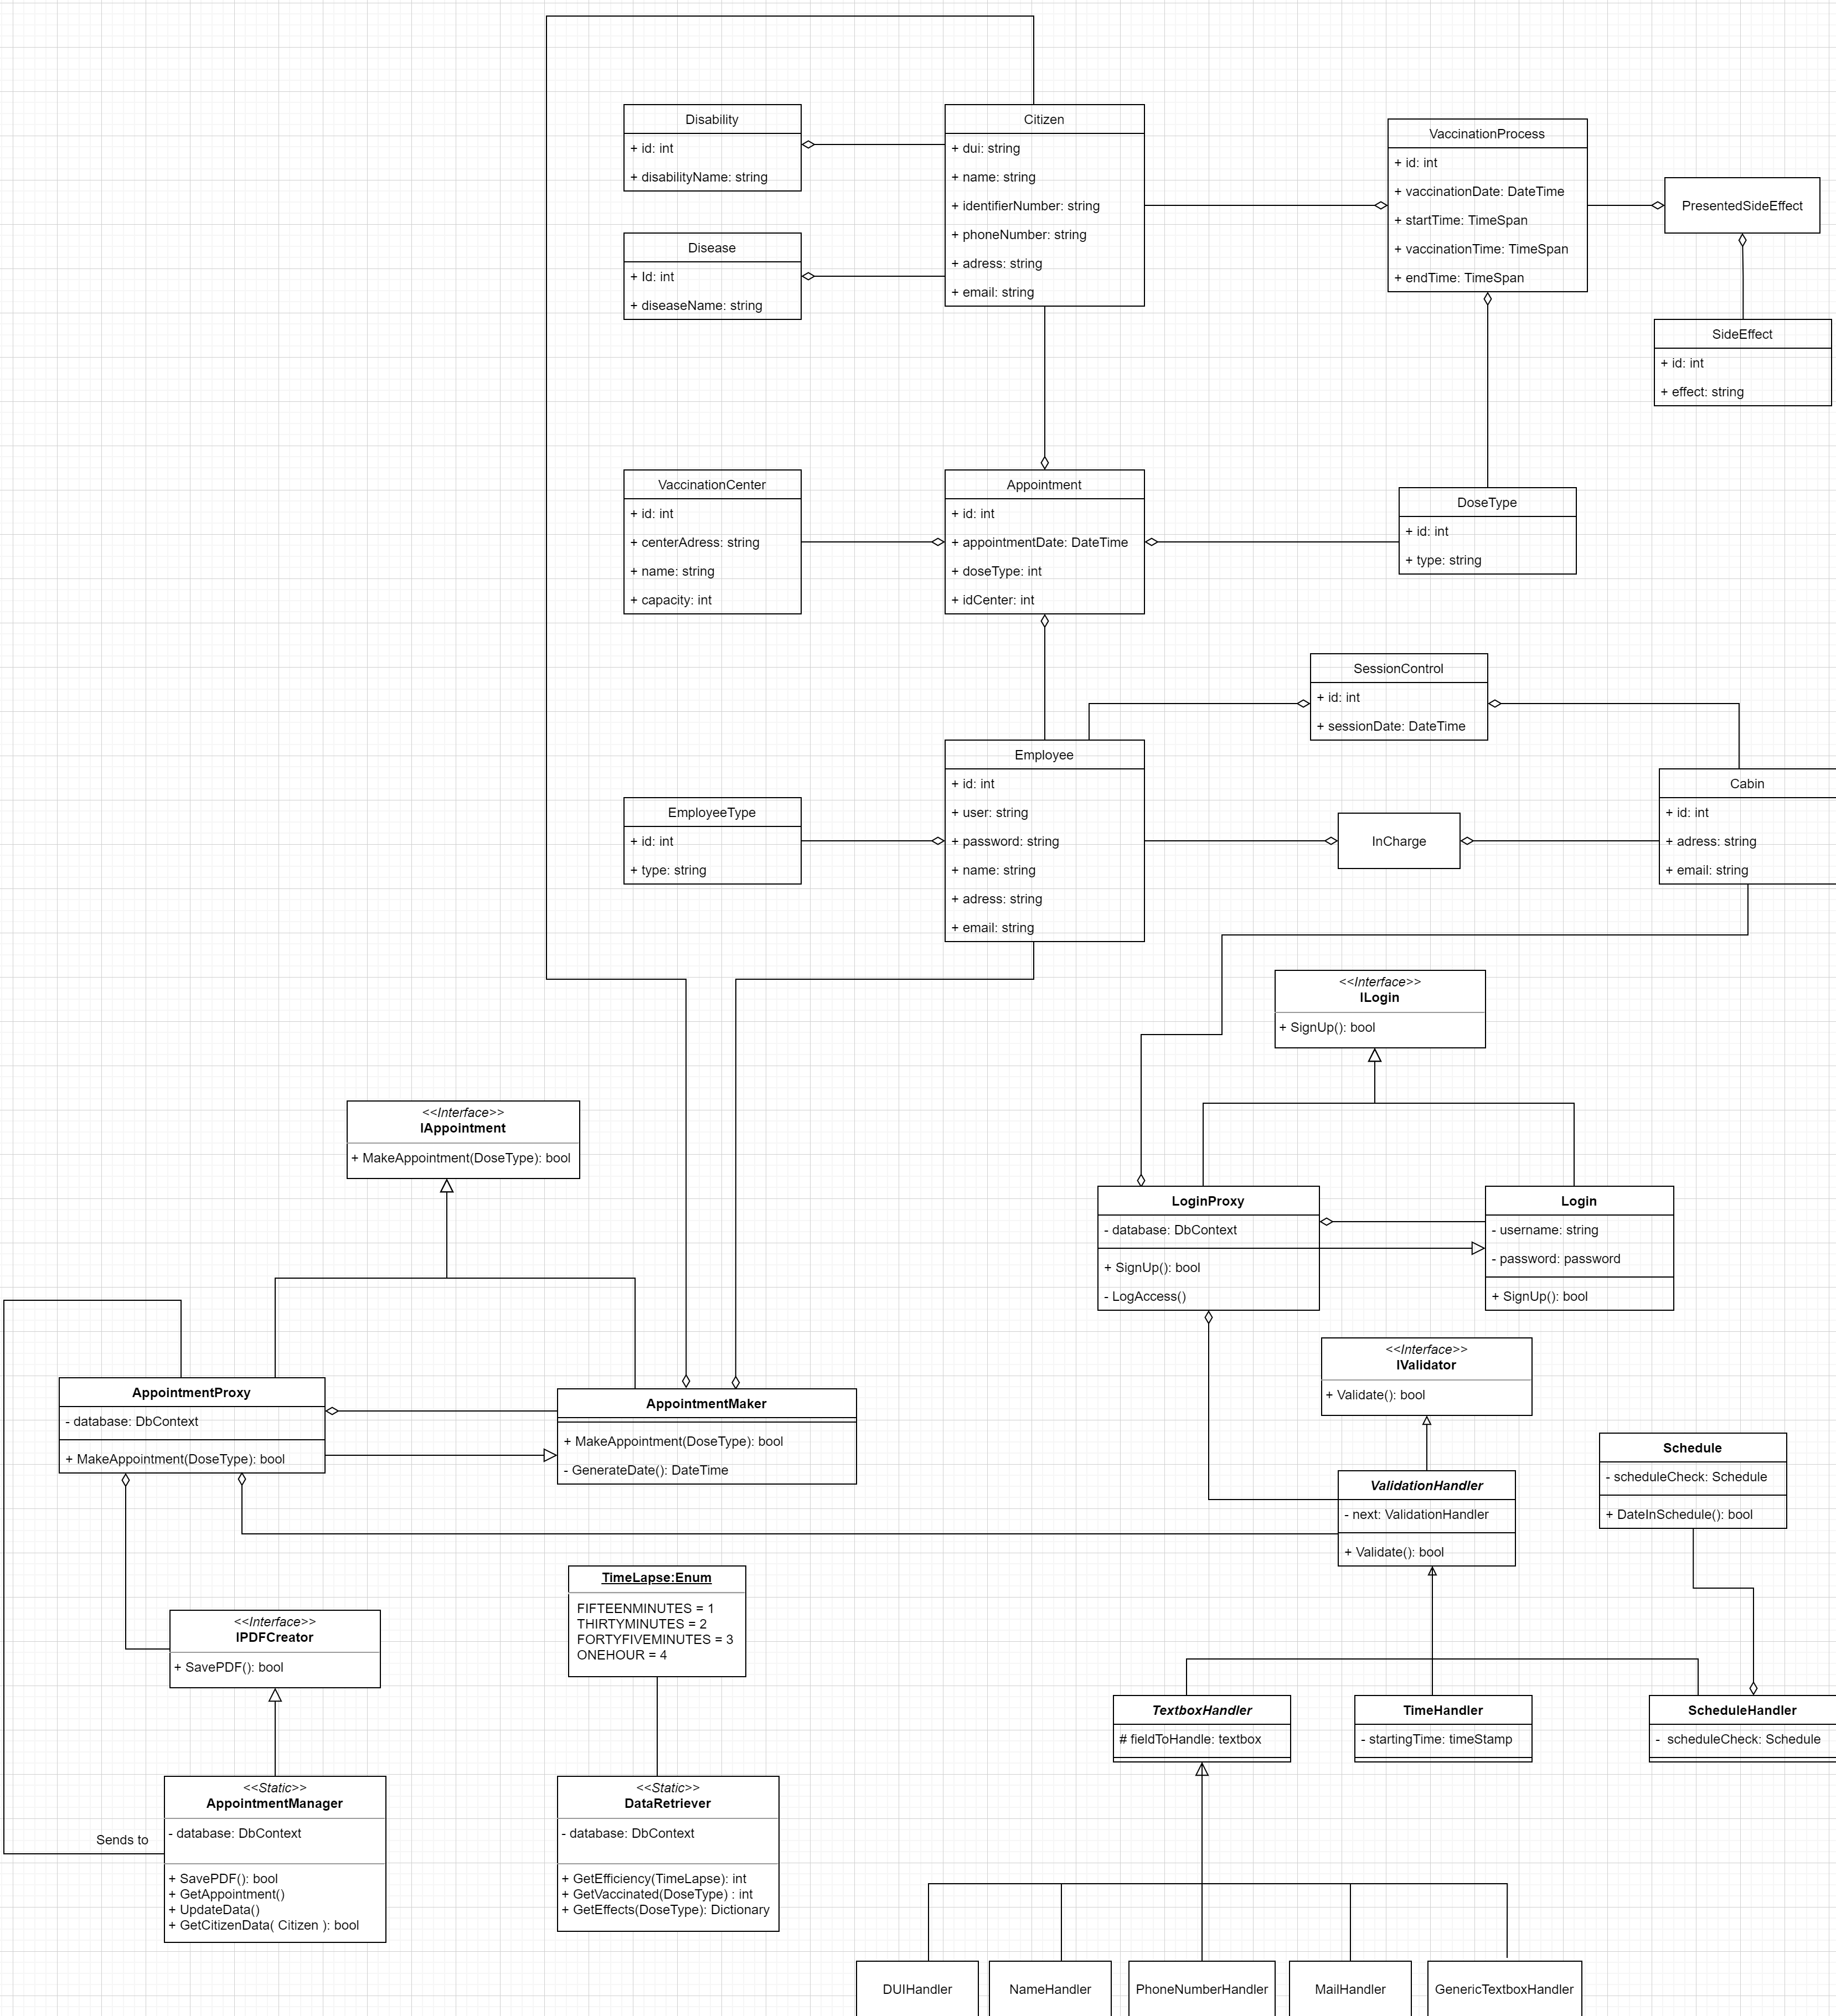 Disability
+ id: int
+ disabilityName: string
Citizen
+ dui: string
+ name: string
+ identifierNumber: string
+ phoneNumber: string
+ adress: string
+ email: string
VaccinationProcess
+ id: int
+ vaccinationDate: DateTime
+ startTime: TimeSpan
+ vaccinationTime: TimeSpan
+ endTime: TimeSpan
PresentedSideEffect
Disease
+ Id: int
+ diseaseName: string
SideEffect
+ id: int
+ effect: string
VaccinationCenter
+ id: int
+ centerAdress: string
+ name: string
+ capacity: int
Appointment
+ id: int
+ appointmentDate: DateTime
+ doseType: int
+ idCenter: int
DoseType
+ id: int
+ type: string
SessionControl
+ id: int
+ sessionDate: DateTime
Employee
+ id: int
+ user: string
+ password: string
+ name: string
+ adress: string
+ email: string
EmployeeType
+ id: int
+ type: string
InCharge
Cabin
+ id: int
+ adress: string
+ email: string
<<Interface>>
ILogin
+ SignUp(): bool
<<Interface>>
IAppointment
+ MakeAppointment(DoseType): bool
LoginProxy
- database: DbContext
+ SignUp(): bool
- LogAccess()
Login
- username: string
- password: password
+ SignUp(): bool
<<Interface>>
IValidator
+ Validate(): bool
AppointmentProxy
- database: DbContext
+ MakeAppointment(DoseType): bool
AppointmentMaker
+ MakeAppointment(DoseType): bool
- GenerateDate(): DateTime
ValidationHandler
- next: ValidationHandler
+ Validate(): bool
Schedule
- scheduleCheck: Schedule
+ DateInSchedule(): bool
TimeLapse:Enum
FIFTEENMINUTES = 1
THIRTYMINUTES = 2
FORTYFIVEMINUTES = 3
ONEHOUR = 4
<<Interface>>
IPDFCreator
+ SavePDF(): bool
TextboxHandler
# fieldToHandle: textbox
TimeHandler
- startingTime: timeStamp
ScheduleHandler
- scheduleCheck: Schedule
Sends to
<<Static>>
AppointmentManager
- database: DbContext
+ SavePDF(): bool
+ GetAppointment()
+ UpdateData()
+ GetCitizenData( Citizen ): bool
<<Static>>
DataRetriever
- database: DbContext
+ GetEfficiency(TimeLapse): int
+ GetVaccinated(DoseType) : int
+ GetEffects(DoseType): Dictionary
DUIHandler
NameHandler
PhoneNumberHandler
MailHandler
GenericTextboxHandler